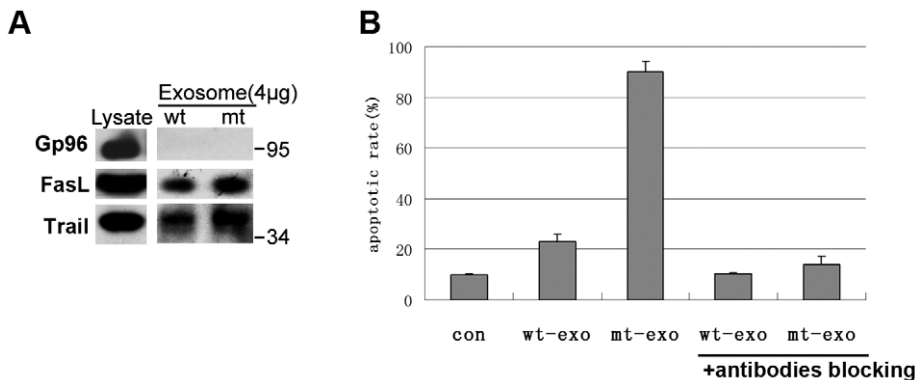 A
Exosome(4μg)
Lysate wt mt
Gp96 -95
FasL
Trail -34
B
apoptotic rate(%)
100
80
60
40
20
0
con wt-exo mt-exo wt-exo mt-exo
+antibodies blocking